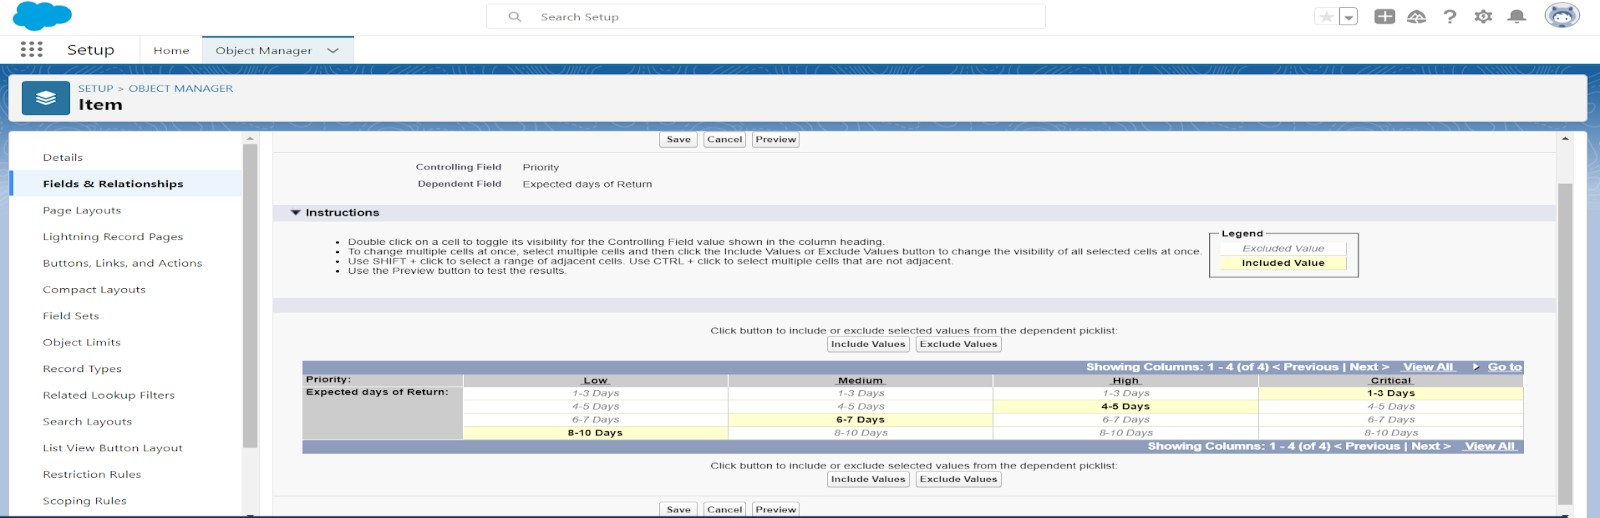 Search Setup
Setup Home Object Manager
SETUP > OBJECT MANAGER
Item
Details
Fields & Relationships
Page Layouts
Lightning Record Pages
Buttons, Links, and Actions
Compact Layouts
Field Sets
Object Limits
Record Types
Related Lookup Filters
Search Layouts
List View Button Layout
Restriction Rules
Scoping Rules
Save Cancel Preview
Controlling Field Priority
Dependent Field Expected days of Return
Instructions
• Double click on a cell to toggle its visibility for the Controlling Field value shown in the column heading.
• To change multiple cells at once, select multiple cells and then click the Include Values or Exclude Values button to change the visibility of all selected cells at once.
• Use SHIFT + click to select a range of adjacent cells. Use CTRL + click to select multiple cells that are not adjacent.
• Use the Preview button to test the results.
Legend
Excluded Value
Included Value
Click button to include or exclude selected values from the dependent picklist:
Include Values Exclude Values
Showing Columns: 1 - 4 (of 4) < Previous | Next > View All Go to
Priority: Low Medium High Critical
Expected days of Return: 1-3 Days 1-3 Days 1-3 Days 1-3 Days
4-5 Days 4-5 Days 4-5 Days 4-5 Days
6-7 Days 6-7 Days 6-7 Days 6-7 Days
8-10 Days 8-10 Days 8-10 Days 8-10 Days
Showing Columns: 1 - 4 (of 4) < Previous | Next > View All
Click button to include or exclude selected values from the dependent picklist:
Include Values Exclude Values
Save Cancel Preview